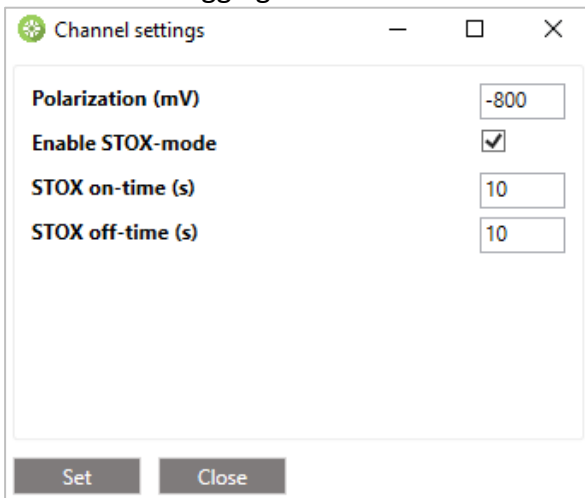 Channel settings
Polarization (mV) -800
Enable STOX-mode
STOX on-time (s) 10
STOX off-time (s) 10
Set Close